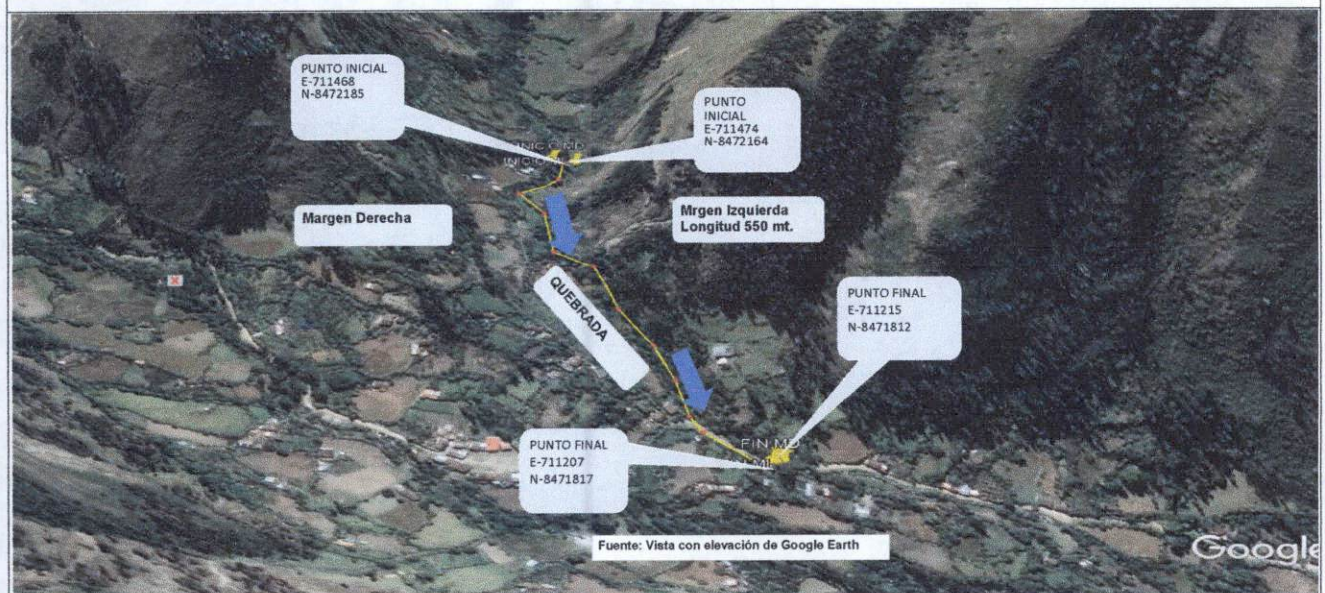 PUNTO INICIAL
E-711468
N-8472185
PUNTO
INICIAL
E-711474
N-8472164
INICIO
Margen Derecha
Mrgen Izquierda
Longitud 550 mt.
QUEBRADA
PUNTO FINAL
E-711215
N-8471812
PUNTO FINAL
E-711207
N-8471817
FIN MD
Fuente: Vista con elevación de Google Earth
Google